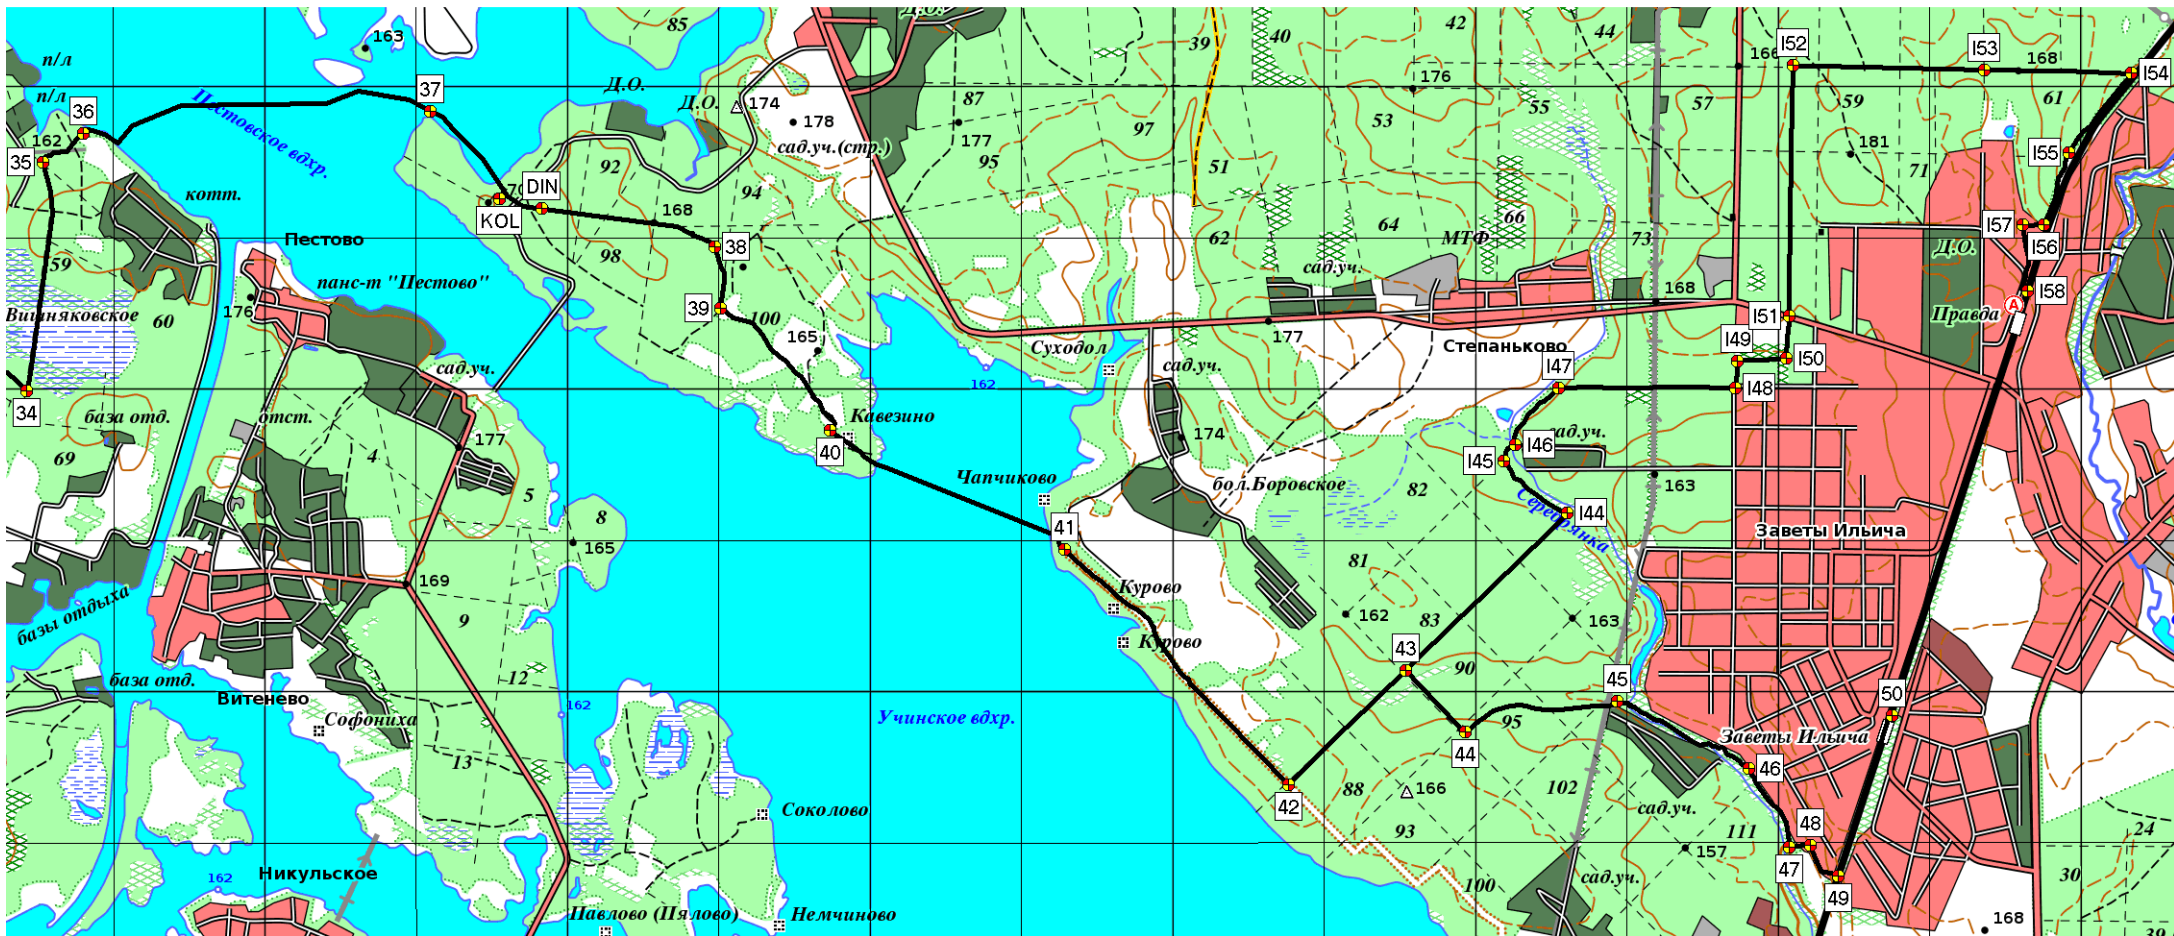 Д.О.
85
42
44
39
40
163
п/л
166
I52
I53
168
I54
176
55
57
59
61
п/л
37
Д.О.
Д.О.
174
87
178
177
97
53
36
Пестовское вдхр.
162
35
сад.уч.(стр.)
95
51
181
71
I55
92
94
DIN
KOL
168
котт.
64
66
73
I57
I56
Пестово
38
98
62
МТФ
Д.О.
59
панс-т "Пестово"
сад.уч.
168
I58
A
Вишняковское
60
176
39
100
165
177
I51
Правда
Суходол
Степаньково
I49
I50
сад.уч.
162
сад.уч.
I47
I48
34
база отд.
отст.
Кавезино
40
177
174
I46
сад.уч.
69
4
I45
Чапчиково
бол.Боровское
82
163
5
8
Серебрянка
I44
41
165
Заветы Ильича
81
169
Курово
базы отдыха
9
162
83
163
Курово
43
90
12
база отд.
45
Витенево
162
50
Софониха
Учинское вдхр.
95
44
Заветы Ильича
13
46
88
166
102
42
Соколово
сад.уч.
93
111
48
24
157
47
Никульское
162
100
сад.уч.
49
30
Павлово (Пялово)
Немчиново
168